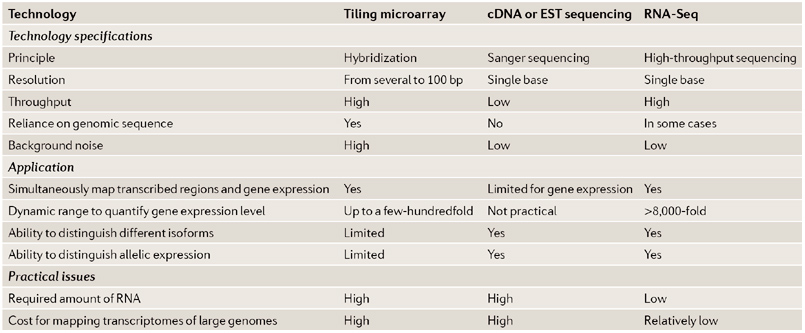 Technology Tiling microarray cDNA or EST sequencing RNA-Seq
Technology specifications
Principle Hybridization Sanger sequencing High-throughput sequencing
Resolution From several to 100 bp Single base Single base
Throughput High Low High
Reliance on genomic sequence Yes No In some cases
Background noise High Low Low
Application
Simultaneously map transcribed regions and gene expression Yes Limited for gene expression Yes
Dynamic range to quantify gene expression level Up to a few-hundredfold Not practical >8,000-fold
Ability to distinguish different isoforms Limited Yes Yes
Ability to distinguish allelic expression Limited Yes Yes
Practical issues
Required amount of RNA High High Low
Cost for mapping transcriptomes of large genomes High High Relatively low